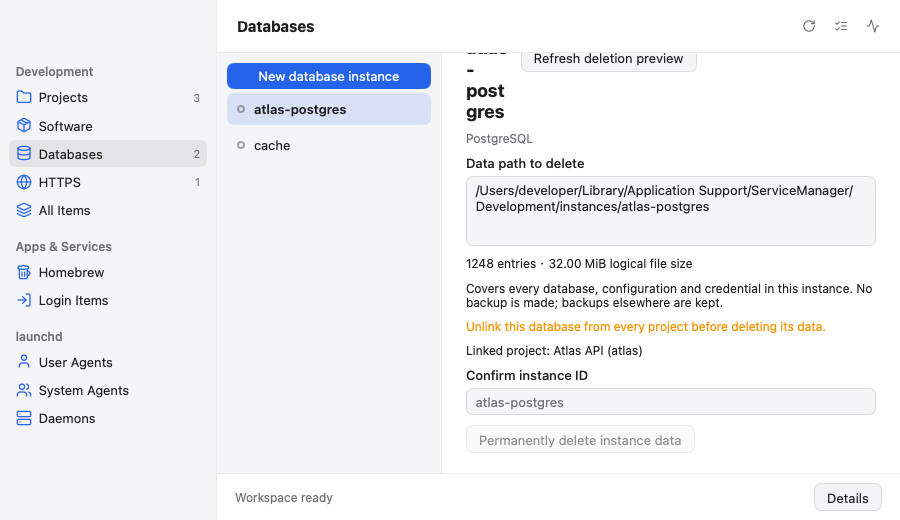 Databases
Development
Projects 3
Software
Databases 2
HTTPS 1
All Items
Apps & Services
Homebrew
Login Items
launchd
User Agents
System Agents
Daemons
New database instance
atlas-postgres
cache
atlas
-
post
gres
Refresh deletion preview
PostgreSQL
Data path to delete
/Users/developer/Library/Application Support/ServiceManager/
Development/instances/atlas-postgres
1248 entries · 32.00 MiB logical file size
Covers every database, configuration and credential in this instance. No
backup is made; backups elsewhere are kept.
Unlink this database from every project before deleting its data.
Linked project: Atlas API (atlas)
Confirm instance ID
atlas-postgres
Permanently delete instance data
Workspace ready
Details